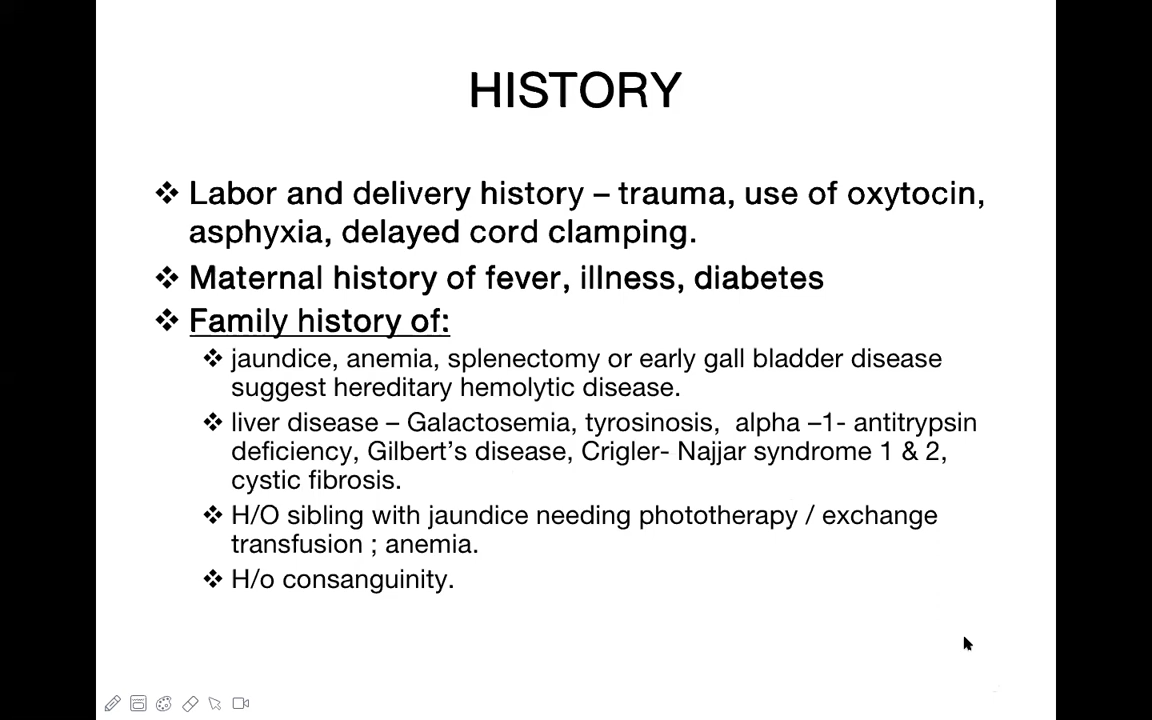 HISTORY
❖ Labor and delivery history – trauma, use of oxytocin,
asphyxia, delayed cord clamping.
❖ Maternal history of fever, illness, diabetes
❖ Family history of:
❖ jaundice, anemia, splenectomy or early gall bladder disease
suggest hereditary hemolytic disease.
❖ liver disease – Galactosemia, tyrosinosis,  alpha –1- antitrypsin
deficiency, Gilbert’s disease, Crigler- Najjar syndrome 1 & 2,
cystic fibrosis.
❖ H/O sibling with jaundice needing phototherapy / exchange
transfusion ; anemia.
❖ H/o consanguinity.